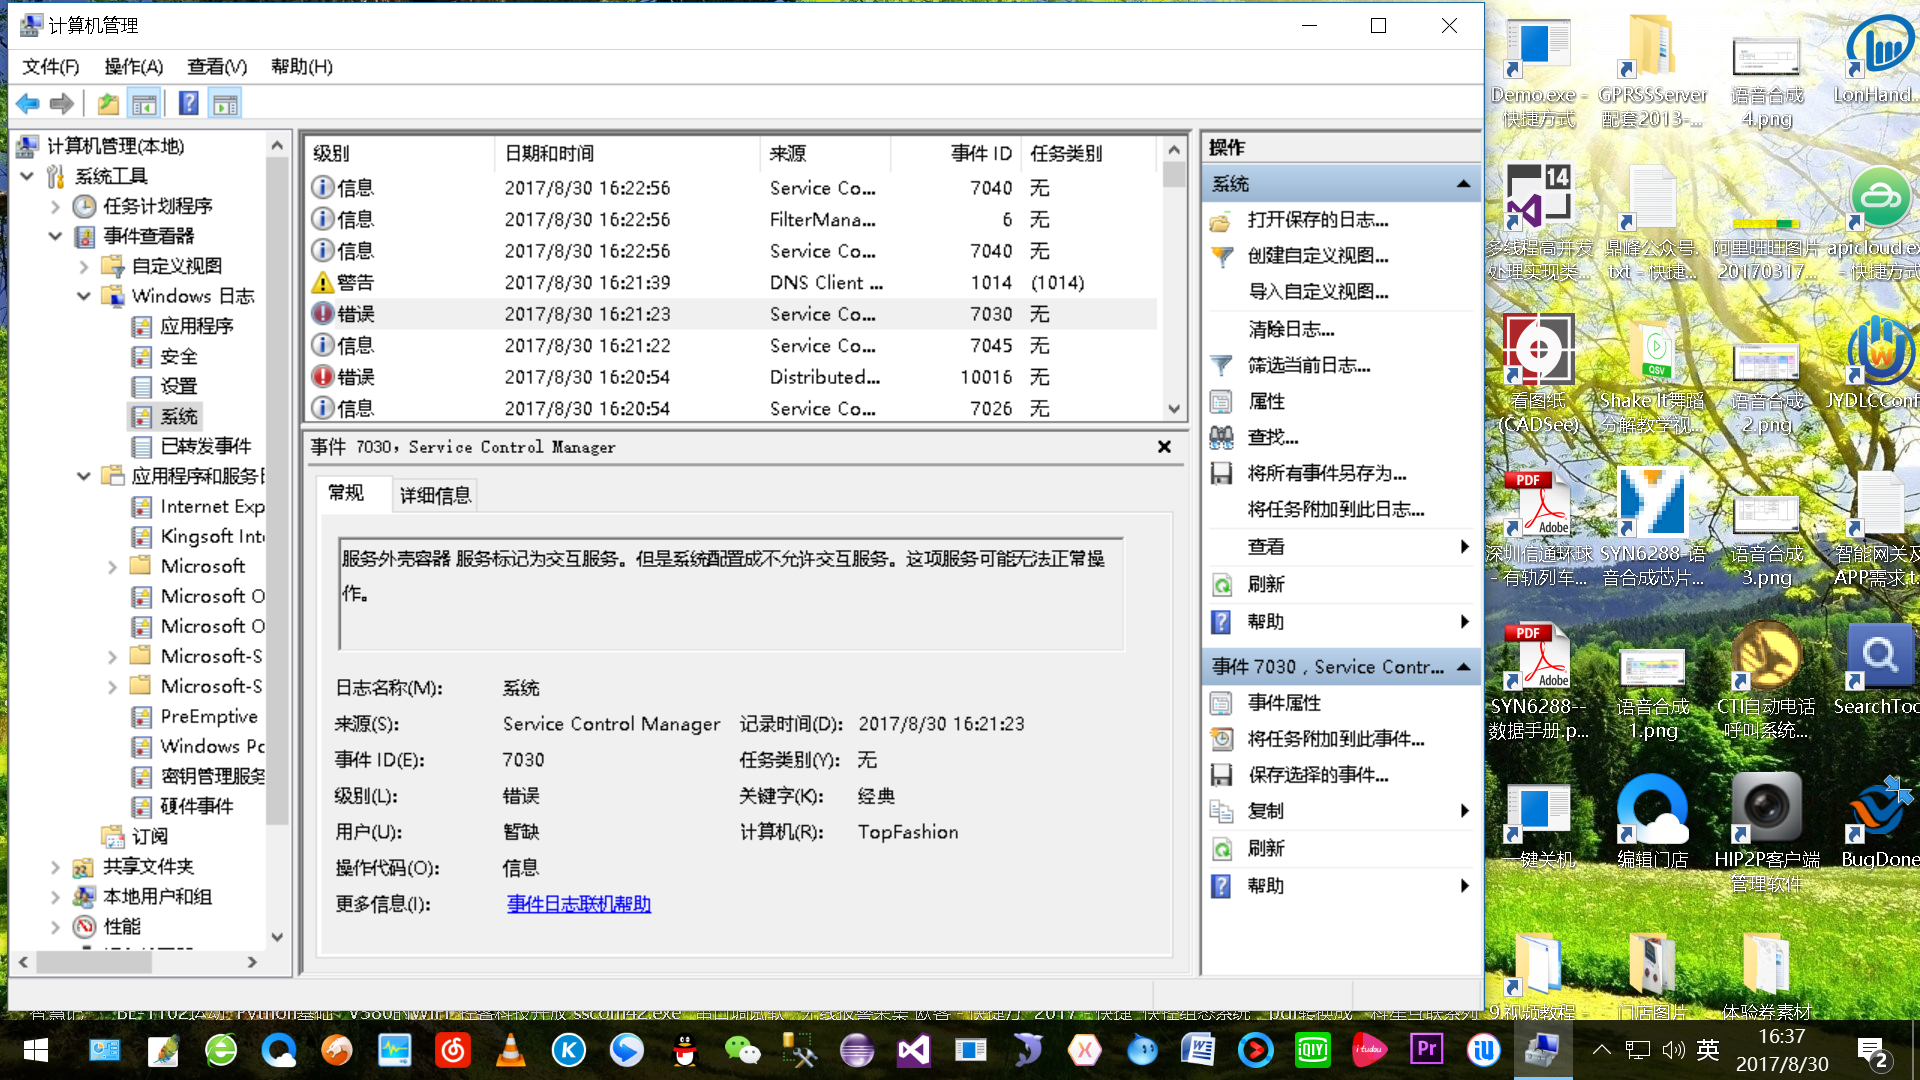 计算机管理
文件(F) 操作(A) 查看(V) 帮助(H)
计算机管理(本地)
系统工具
任务计划程序
事件查看器
自定义视图
Windows 日志
应用程序
安全
设置
系统
已转发事件
应用程序和服务日
Internet Exp
Kingsoft Int
Microsoft
Microsoft O
Microsoft O
Microsoft-S
Microsoft-S
PreEmptive
Windows Pc
密钥管理服务
硬件事件
订阅
共享文件夹
本地用户和组
性能
级别 日期和时间 来源 事件 ID 任务类别
信息 2017/8/30 16:22:56 Service Co... 7040 无
信息 2017/8/30 16:22:56 FilterMana... 6 无
信息 2017/8/30 16:22:56 Service Co... 7040 无
警告 2017/8/30 16:21:39 DNS Client ... 1014 (1014)
错误 2017/8/30 16:21:23 Service Co... 7030 无
信息 2017/8/30 16:21:22 Service Co... 7045 无
错误 2017/8/30 16:20:54 Distributed... 10016 无
信息 2017/8/30 16:20:54 Service Co... 7026 无
事件 7030，Service Control Manager
常规 详细信息
服务外壳容器 服务标记为交互服务。但是系统配置成不允许交互服务。这项服务可能无法正常操
作。
日志名称(M): 系统
来源(S): Service Control Manager 记录时间(D): 2017/8/30 16:21:23
事件 ID(E): 7030 任务类别(Y): 无
级别(L): 错误 关键字(K): 经典
用户(U): 暂缺 计算机(R): TopFashion
操作代码(O): 信息
更多信息(I): 事件日志联机帮助
操作
系统
打开保存的日志...
创建自定义视图...
导入自定义视图...
清除日志...
筛选当前日志...
属性
查找...
将所有事件另存为...
将任务附加到此日志...
查看
刷新
帮助
事件 7030，Service Contr...
事件属性
将任务附加到此事件...
保存选择的事件...
复制
刷新
帮助
Demo.exe - 快捷方式
GPRSSServer 配套2013-...
语音合成 4.png
LonHand...
14
多线程高并发 处理实现类...
鼎峰公众号. txt - 快捷...
阿里旺旺图片 20170317...
apicloud.ex - 快捷方式
看图纸 (CADSee)
QSV
Shake It舞蹈 分解教学视...
语音合成 2.png
JYDLCConf
PDF Adobe
深圳信通环球 - 有轨列车...
SYN6288-语 音合成芯片...
语音合成 3.png
智能网关及 APP需求.t
PDF Adobe
SYN6288-- 数据手册.p...
语音合成 1.png
CTI自动电话 呼叫系统...
SearchToo
一键关机
编辑门店
HIP2P客户端 管理软件
BugDone
9.视频教程
门店图片
体验券素材
iQIY
i·tudou
Pr
英
16:37
2017/8/30
2